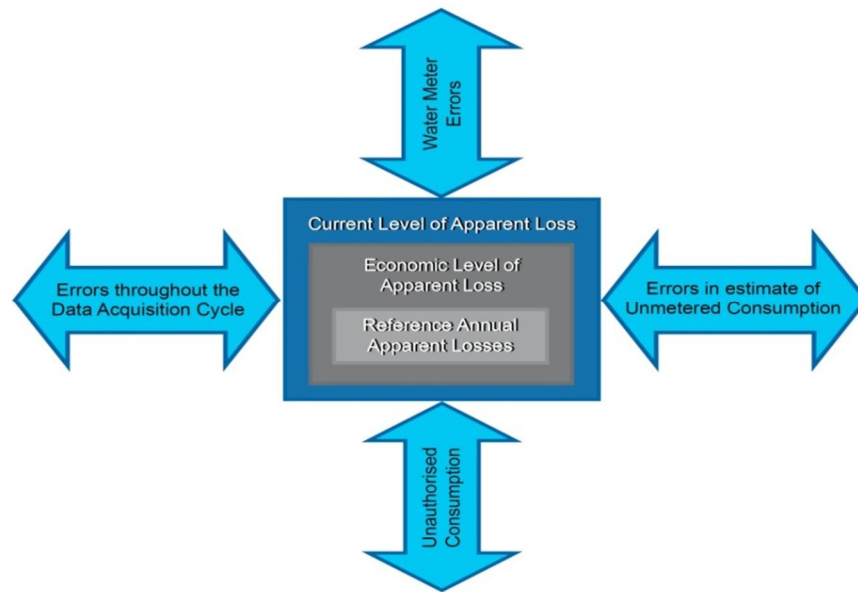 Water Meter
Errors
Current Level of Apparent Loss
Economic Level of
Apparent Loss
Reference Annual
Apparent Losses
Errors throughout the
Data Acquisition Cycle
Errors in estimate of
Unmetered Consumption
Unauthorised
Consumption